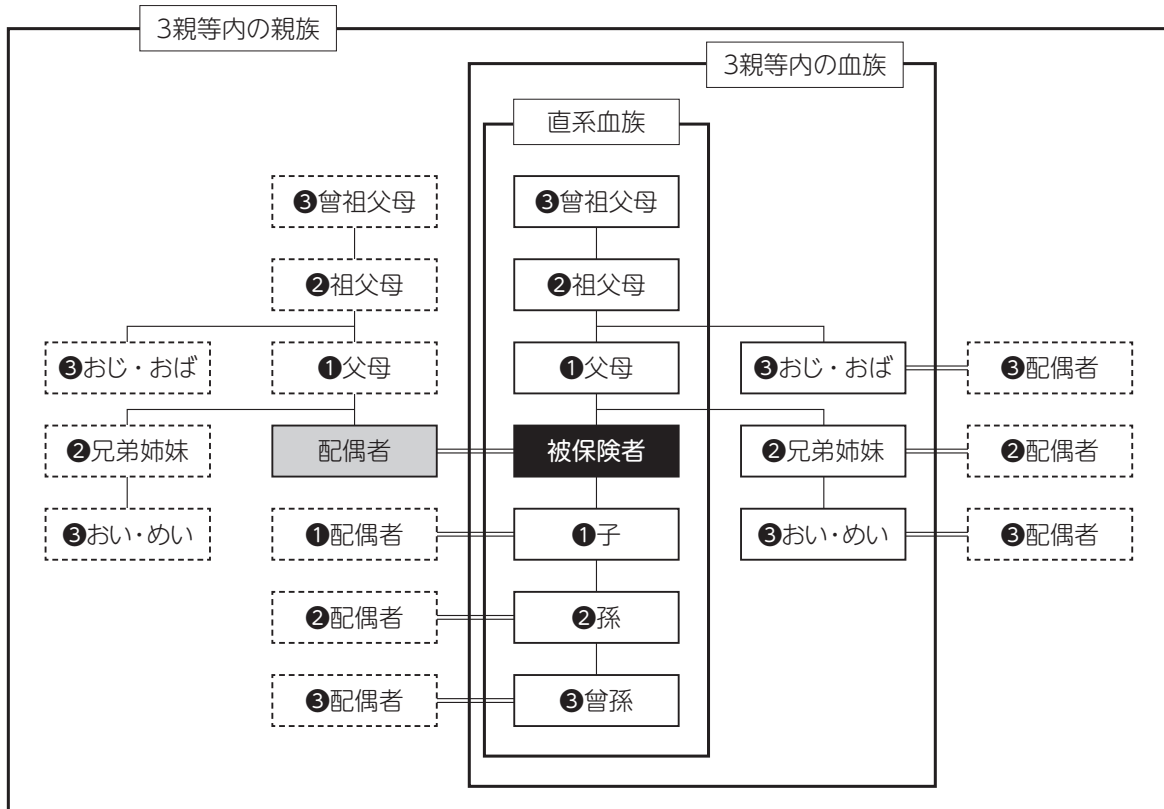 3親等内の親族
3親等内の血族
直系血族
❸曾祖父母
❸曾祖父母
❷祖父母
❷祖父母
❸おじ・おば
❶父母
❶父母
❸おじ・おば
❸配偶者
❷兄弟姉妹
配偶者
被保険者
❷兄弟姉妹
❷配偶者
❸おい・めい
❶配偶者
❶子
❸おい・めい
❸配偶者
❷配偶者
❷孫
❸配偶者
❸曾孫